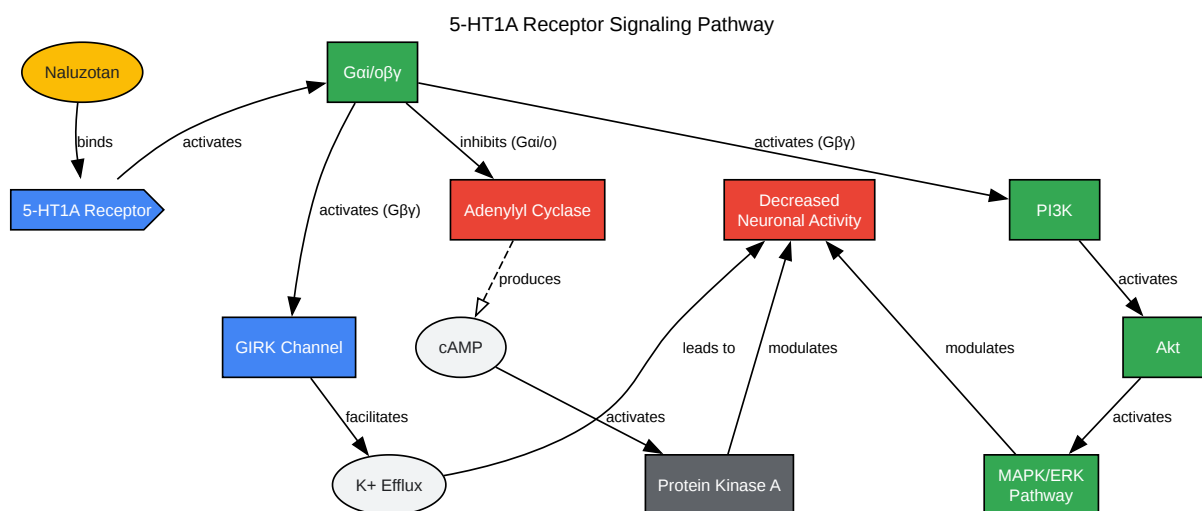 5-HT1A Receptor Signaling Pathway
Naluzotan
Gαi/oβγ
binds
activates
inhibits (Gαi/o)
activates (Gβγ)
5-HT1A Receptor
activates (Gβγ)
Adenylyl Cyclase
Decreased
Neuronal Activity
PI3K
produces
activates
GIRK Channel
cAMP
leads to
modulates
modulates
Akt
facilitates
activates
activates
K+ Efflux
Protein Kinase A
MAPK/ERK
Pathway